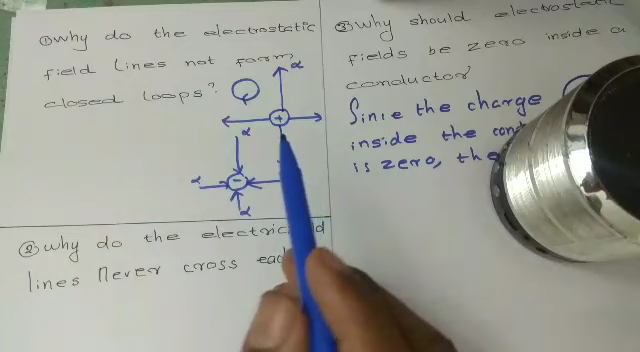 ①Why do the electrostatic
field lines not form
closed loops?
α
+
α
α
-
α
②Why do the electric
lines never cross
③Why should electrostatic
fields be zero inside a
conductor
Since the charge
inside the
is zero,